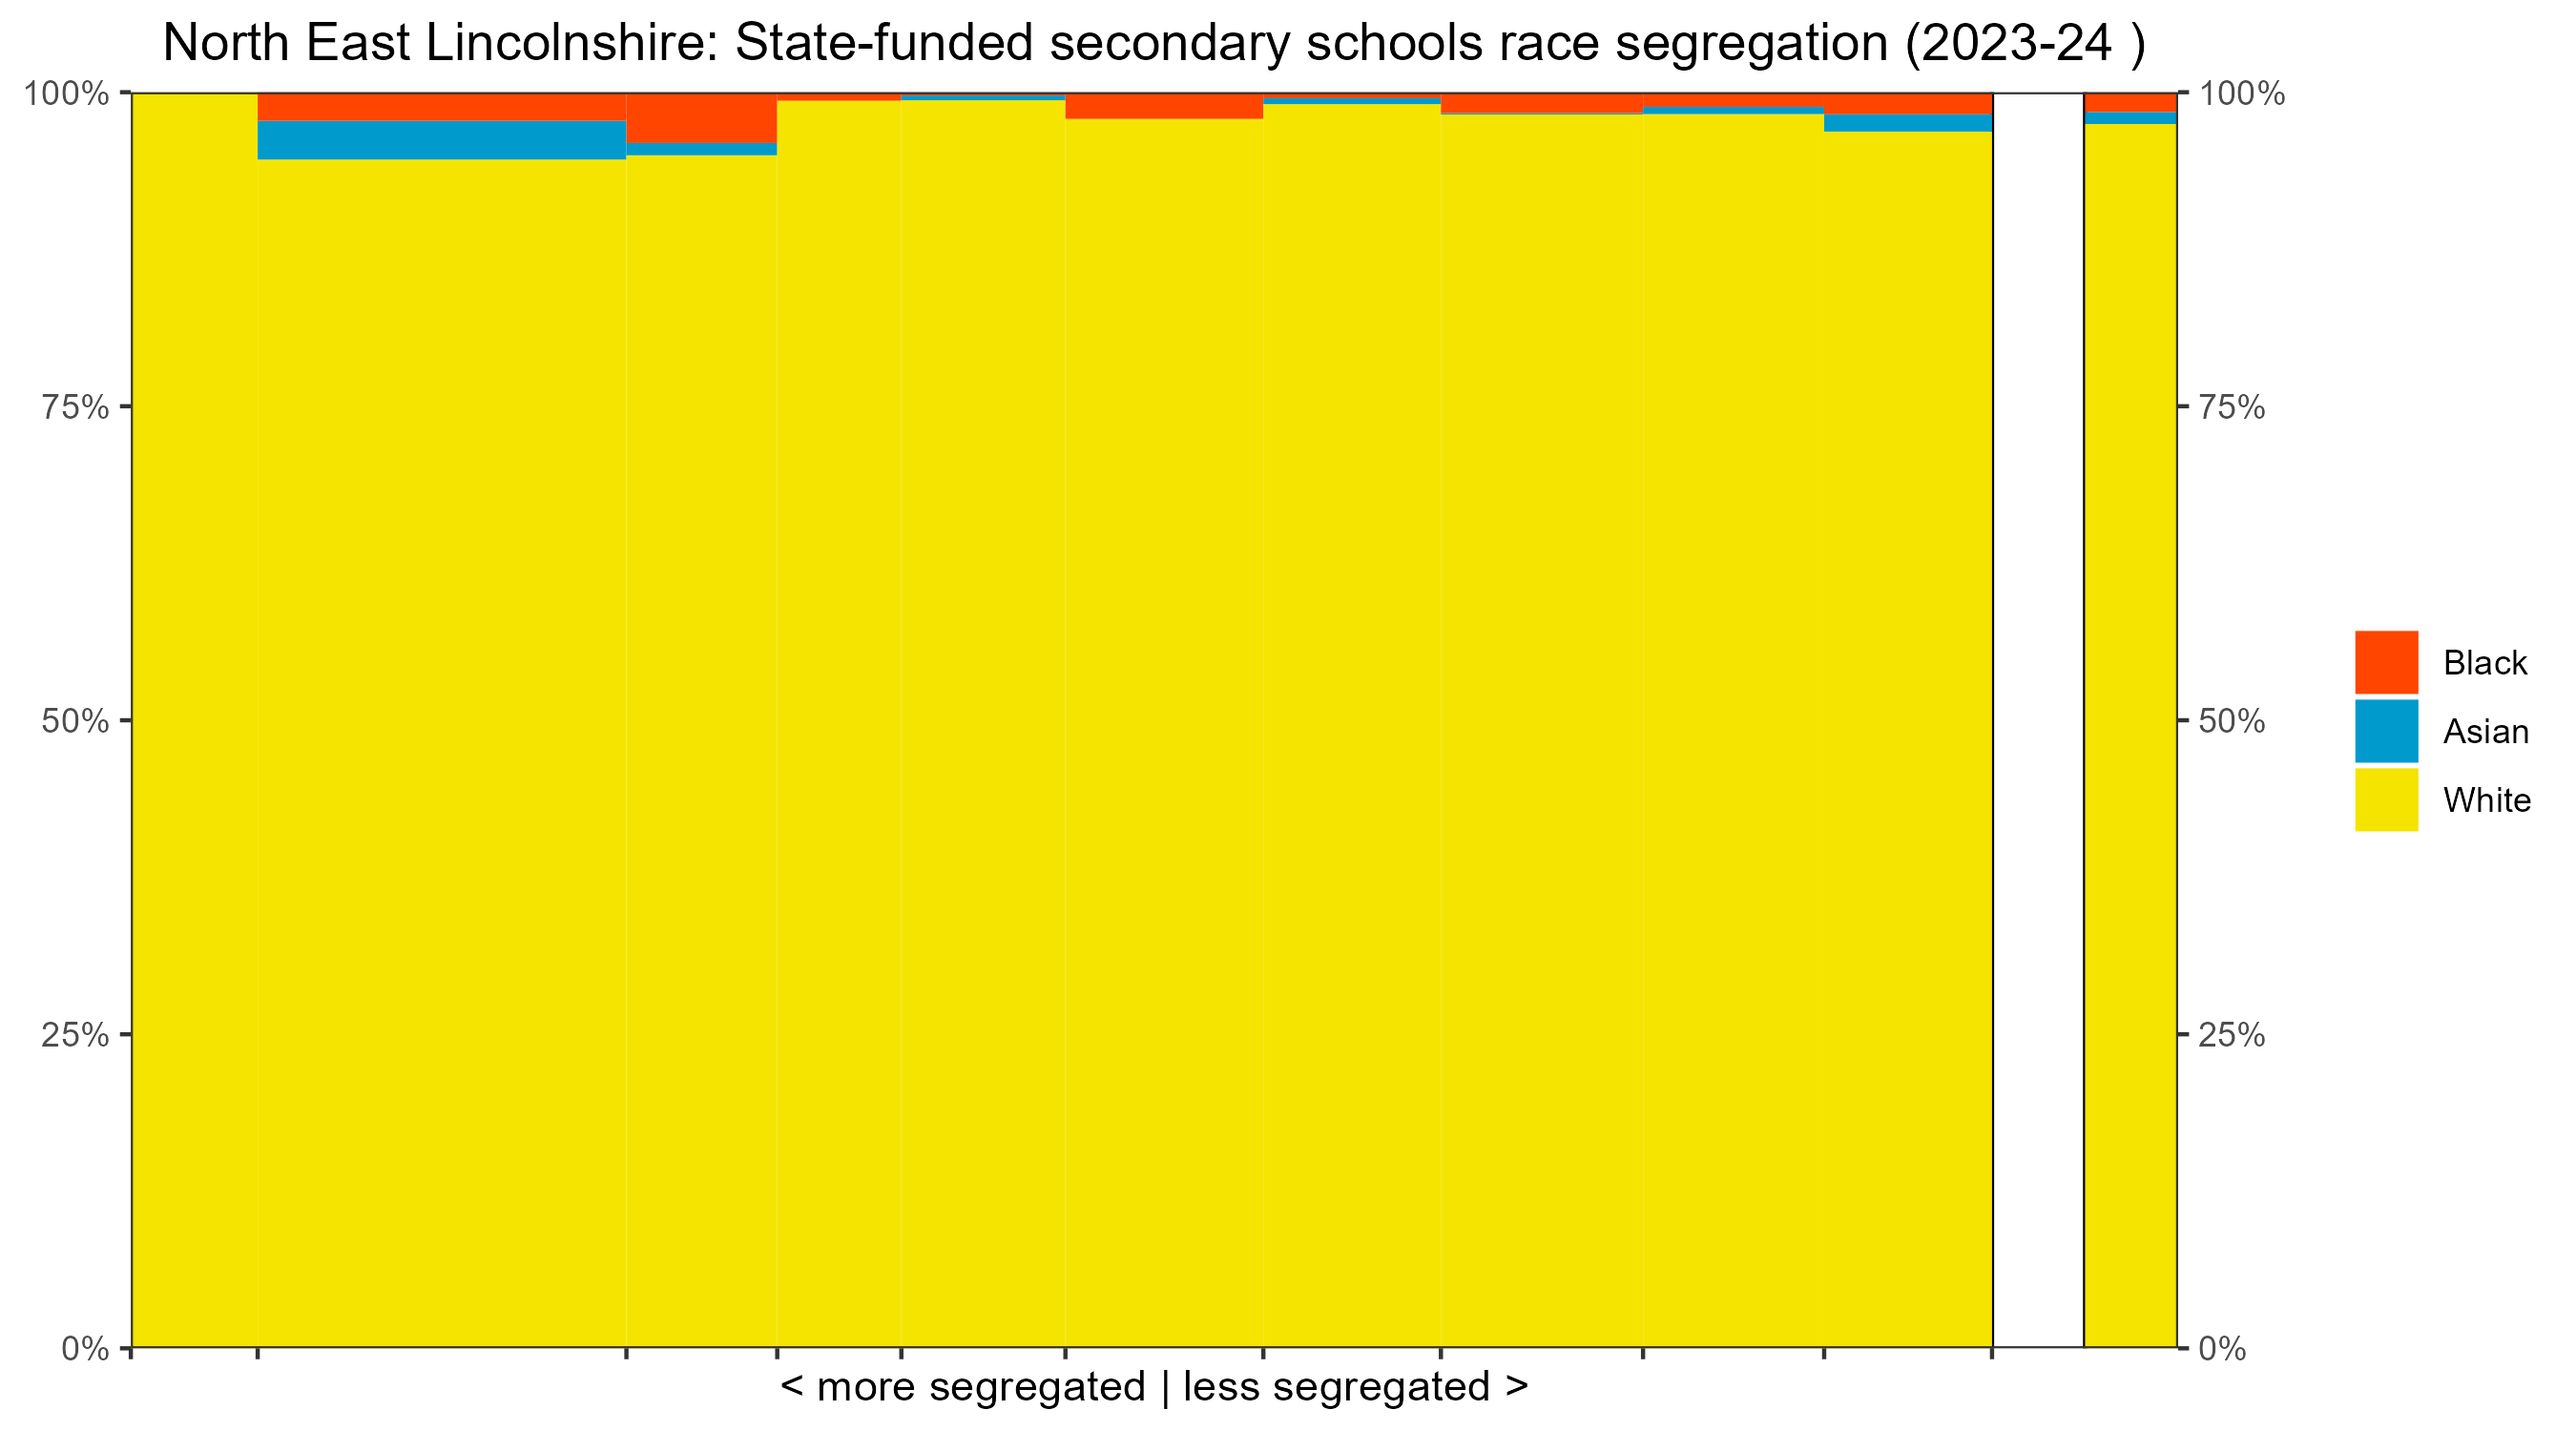 North East Lincolnshire: State-funded secondary schools race segregation (2023-24 )
100%
75%
50%
25%
0%
100%
75%
50%
25%
0%
Black
Asian
White
< more segregated | less segregated >